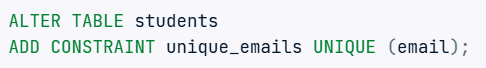 ALTER TABLE students
ADD CONSTRAINT unique_emails UNIQUE (email);